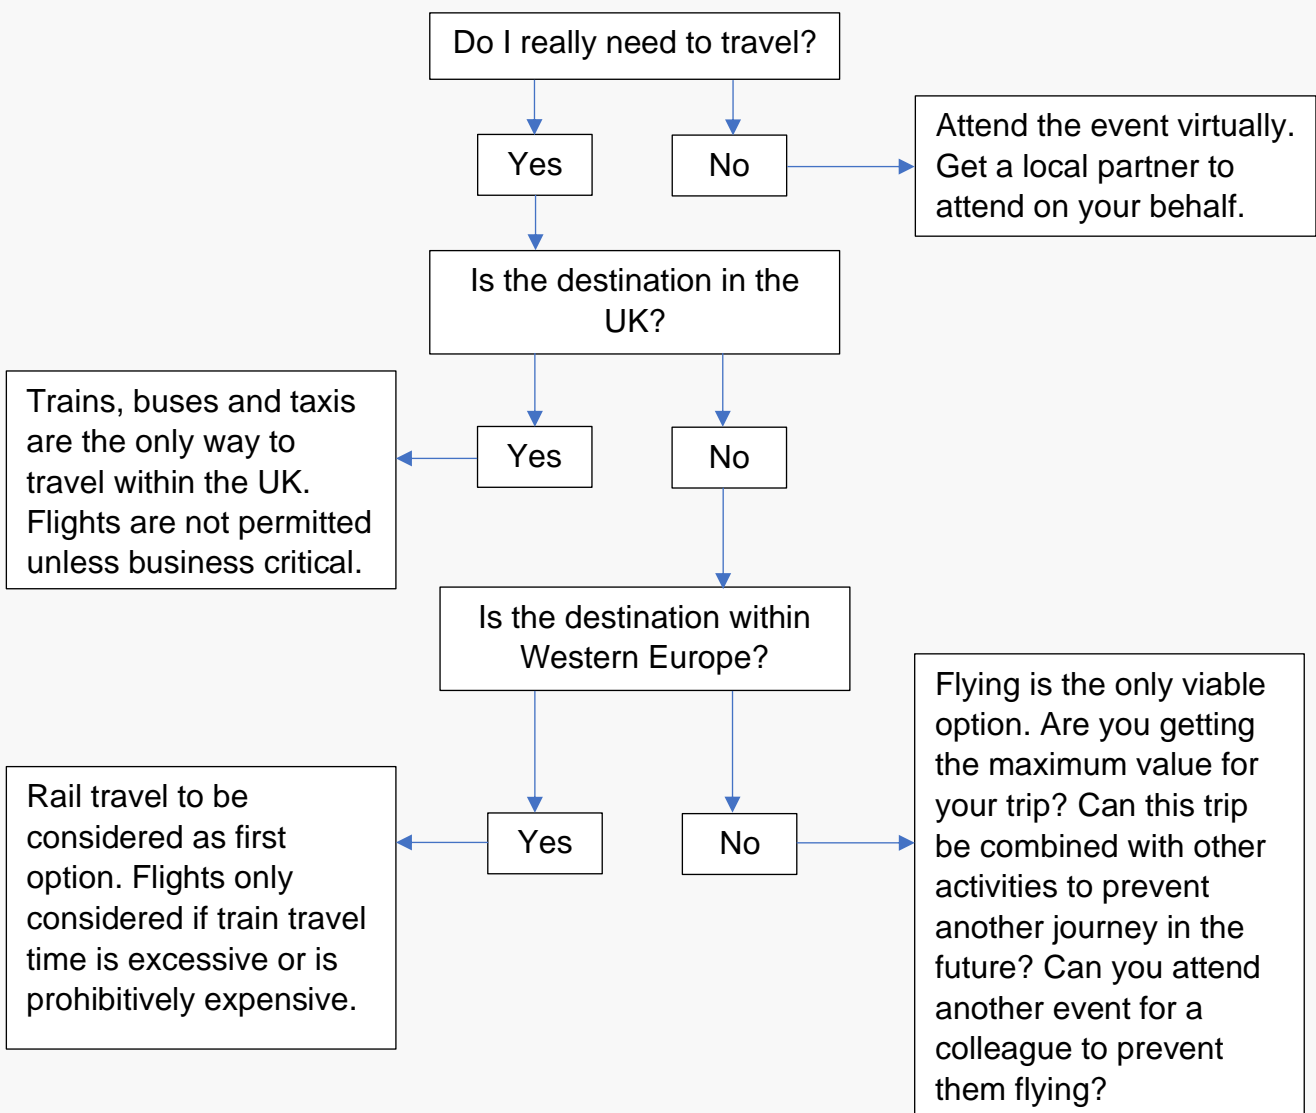 Do I really need to travel?
Yes
No
Attend the event virtually.
Get a local partner to
attend on your behalf.
Is the destination in the
UK?
Trains, buses and taxis
are the only way to
travel within the UK.
Flights are not permitted
unless business critical.
Yes
No
Is the destination within
Western Europe?
Rail travel to be
considered as first
option. Flights only
considered if train travel
time is excessive or is
prohibitively expensive.
Yes
No
Flying is the only viable
option. Are you getting
the maximum value for
your trip? Can this trip
be combined with other
activities to prevent
another journey in the
future? Can you attend
another event for a
colleague to prevent
them flying?